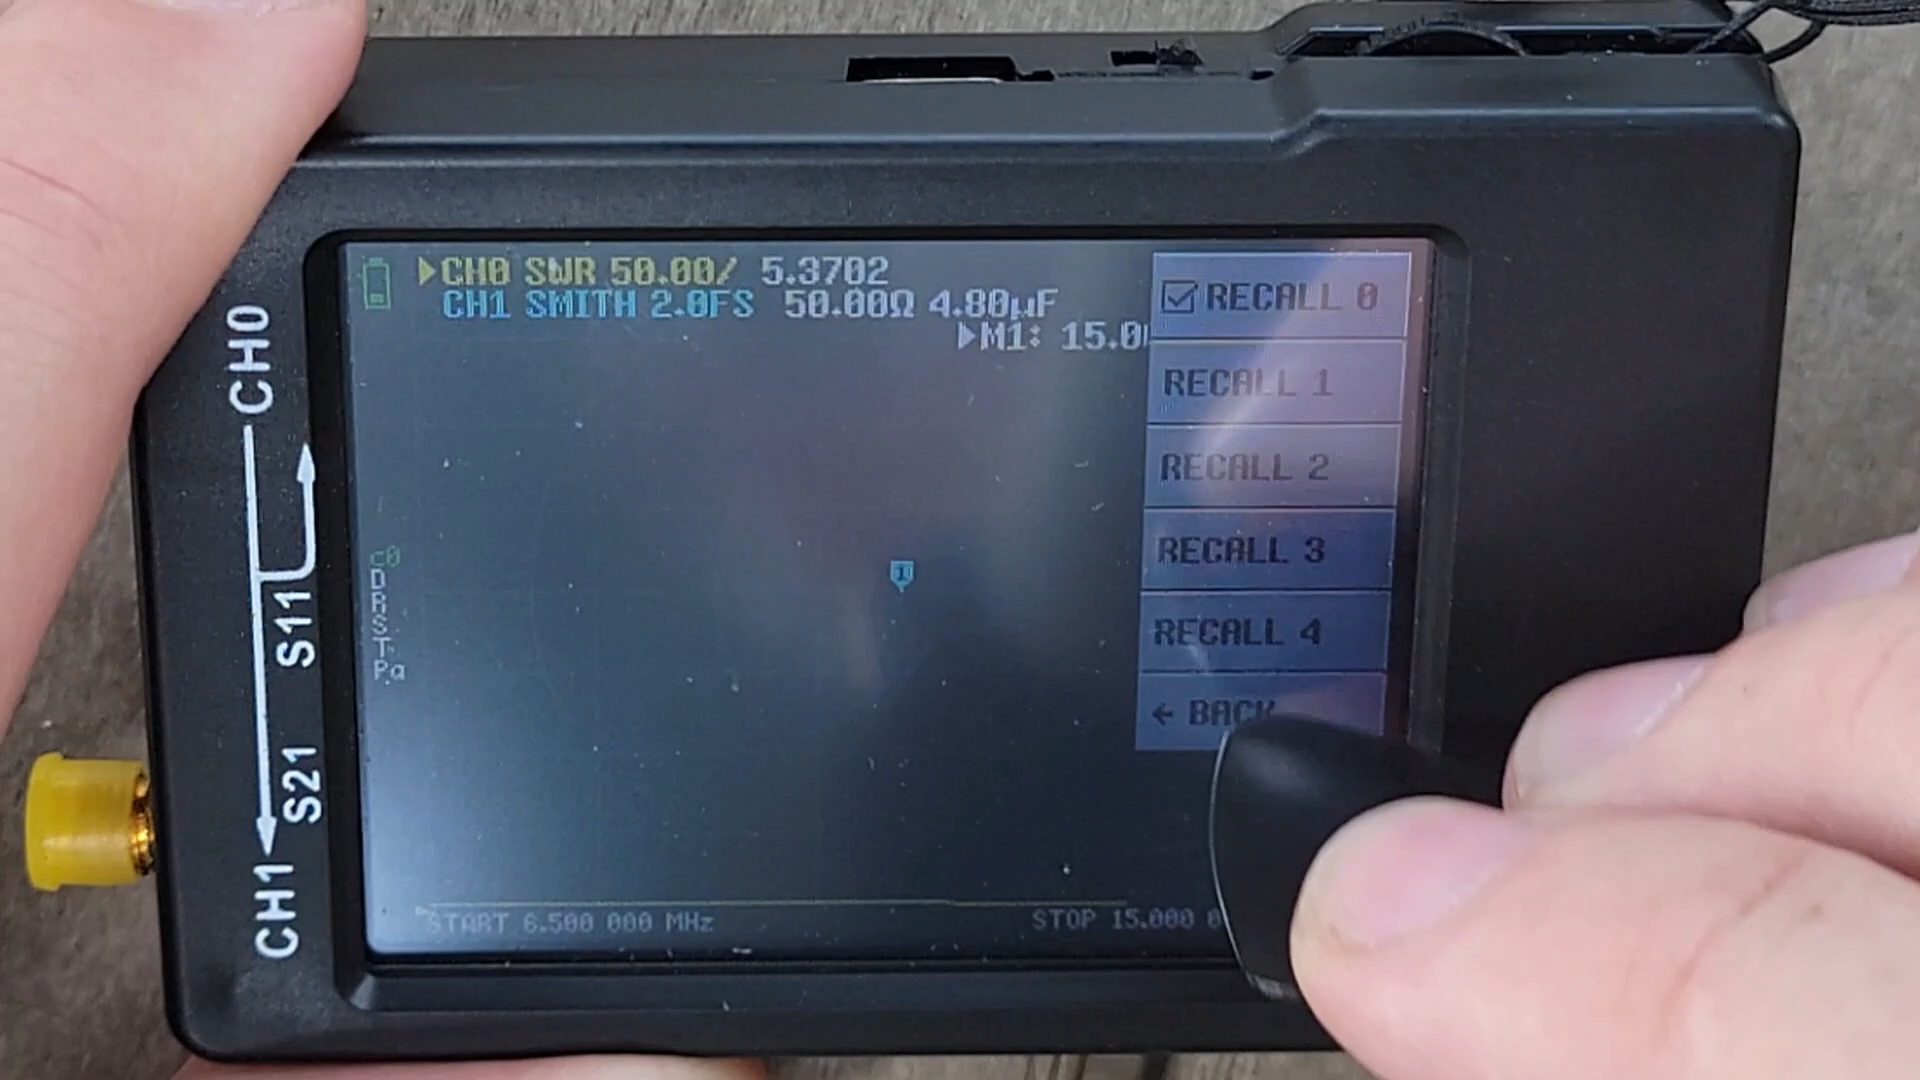 CH0 SWR 50.00/ 5.3702
CH1 SMITH 2.0FS 50.00Ω 4.80µF
M1: 15.0
RECALL 0
RECALL 1
RECALL 2
RECALL 3
RECALL 4
← BACK
c0
D
R
S
T
Pa
START 6.500 000 MHz
STOP 15.000 0
CH0
S11
S21
CH1
1